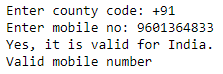 Enter county code: +91
Enter mobile no: 9601364833
Yes, it is valid for India.
Valid mobile number